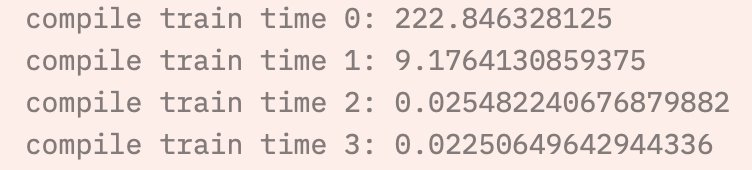 compile train time 0: 222.846328125
compile train time 1: 9.1764130859375
compile train time 2: 0.025482240676879882
compile train time 3: 0.02250649642944336